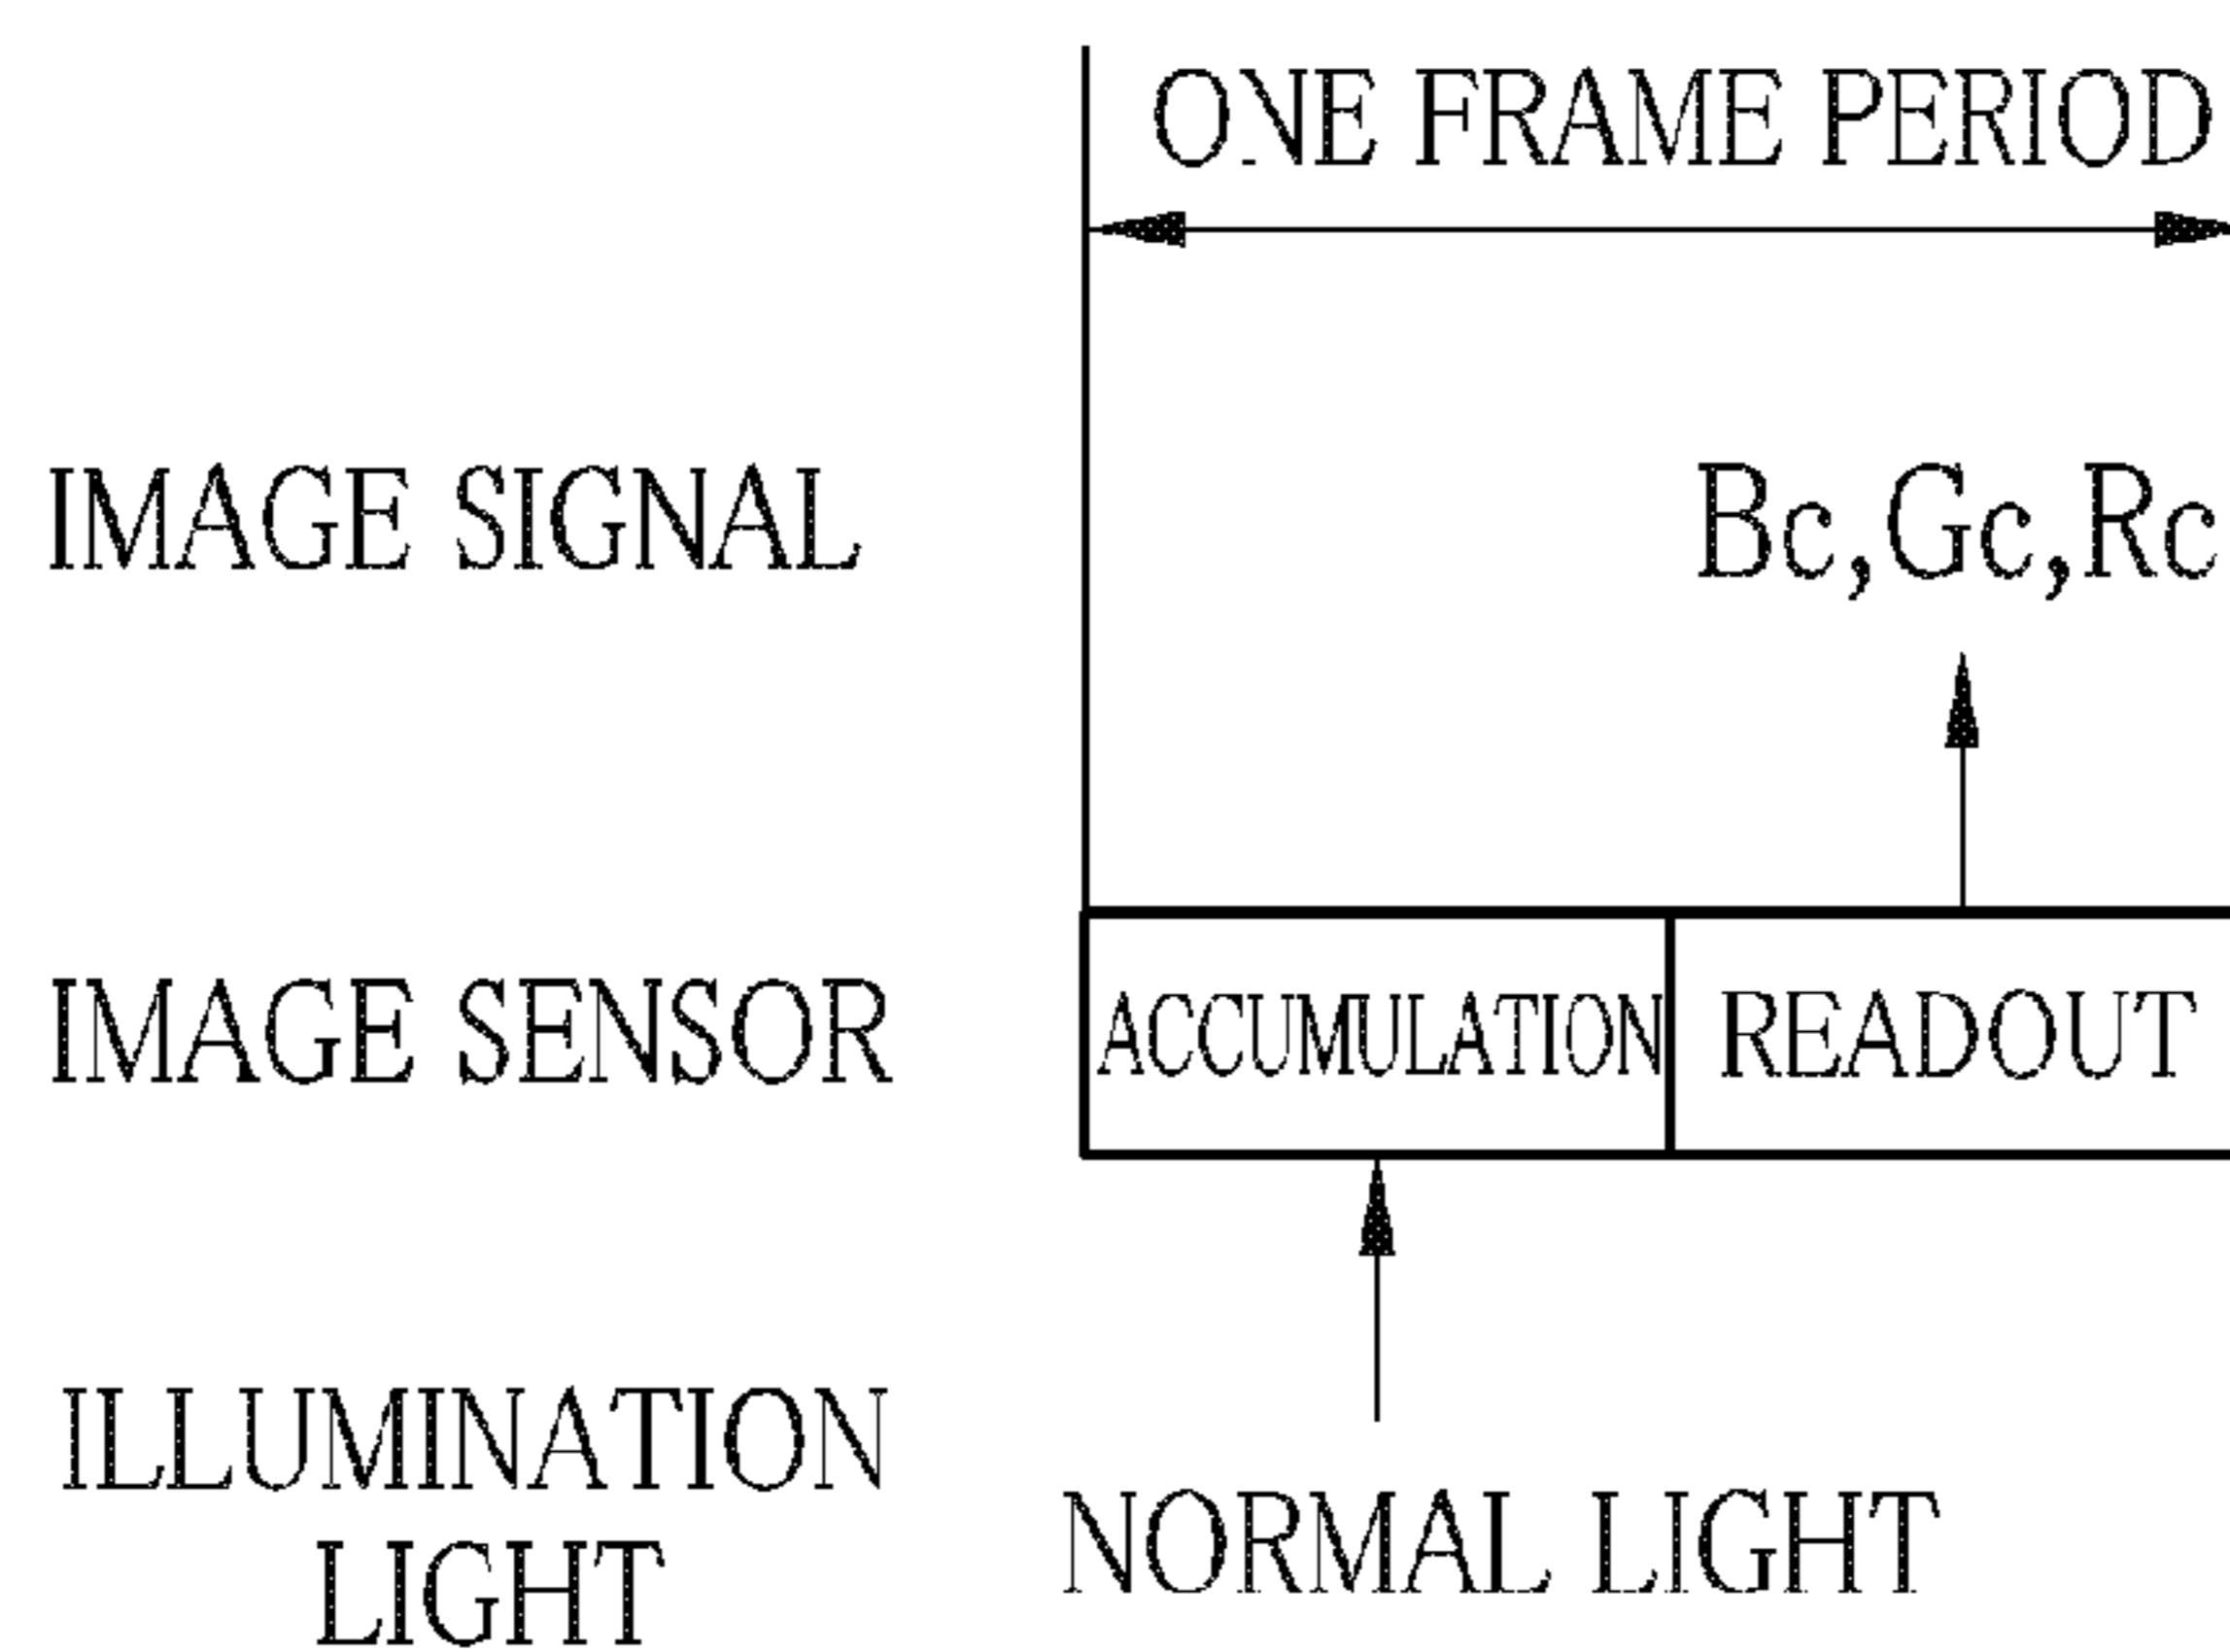 ONE FRAME PERIOD
IMAGE SIGNAL
Bc,Gc,Rc
IMAGE SENSOR
ACCUMULATION
READOUT
ILLUMINATION
LIGHT
NORMAL LIGHT